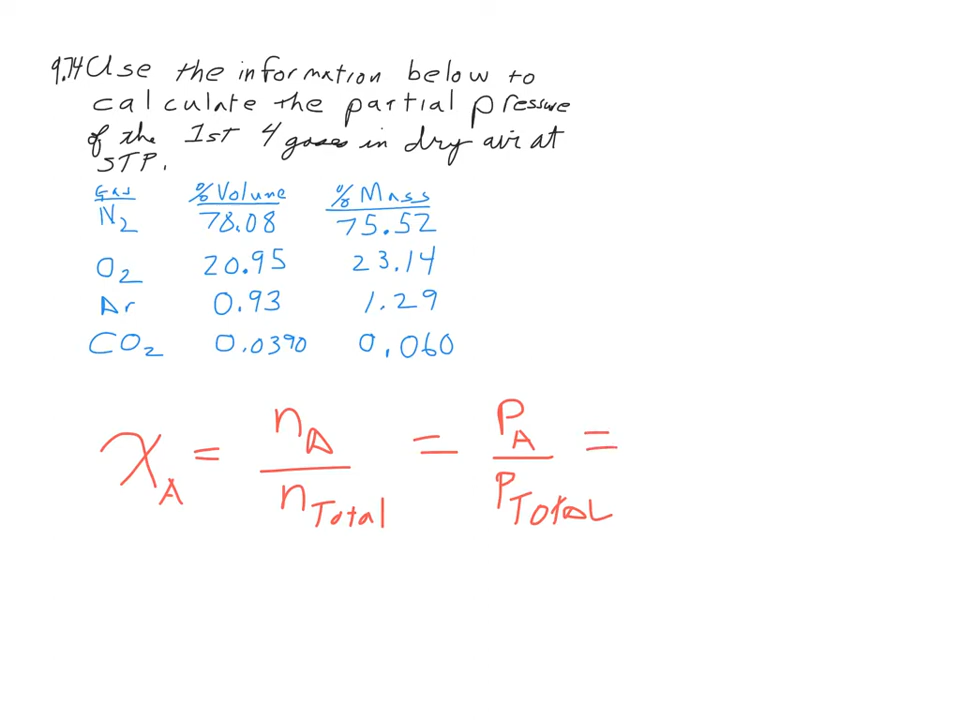 9.74 Use the information below to
calculate the partial pressure
of the 1st 4 gases in dry air at
STP.
Gas % Volume % Mass
N2 78.08 75.52
O2 20.95 23.14
Ar 0.93 1.29
CO2 0.0390 0.060
χA = nA / nTotal = PA / PTotal =